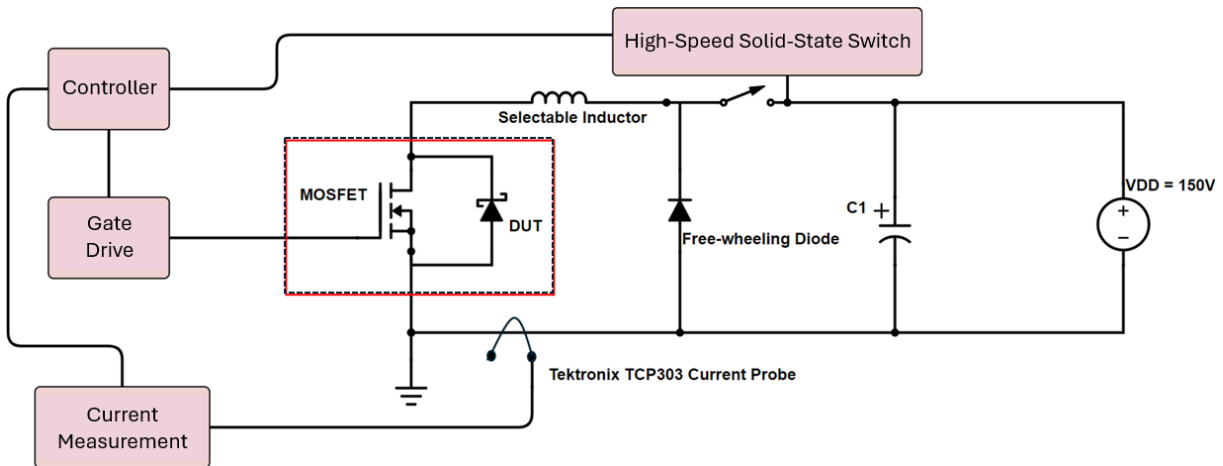 High-Speed Solid-State Switch
Controller
Selectable Inductor
MOSFET
VDD = 150V
Gate
Drive
DUT
C1
+
+
−
Free-wheeling Diode
Tektronix TCP303 Current Probe
Current
Measurement